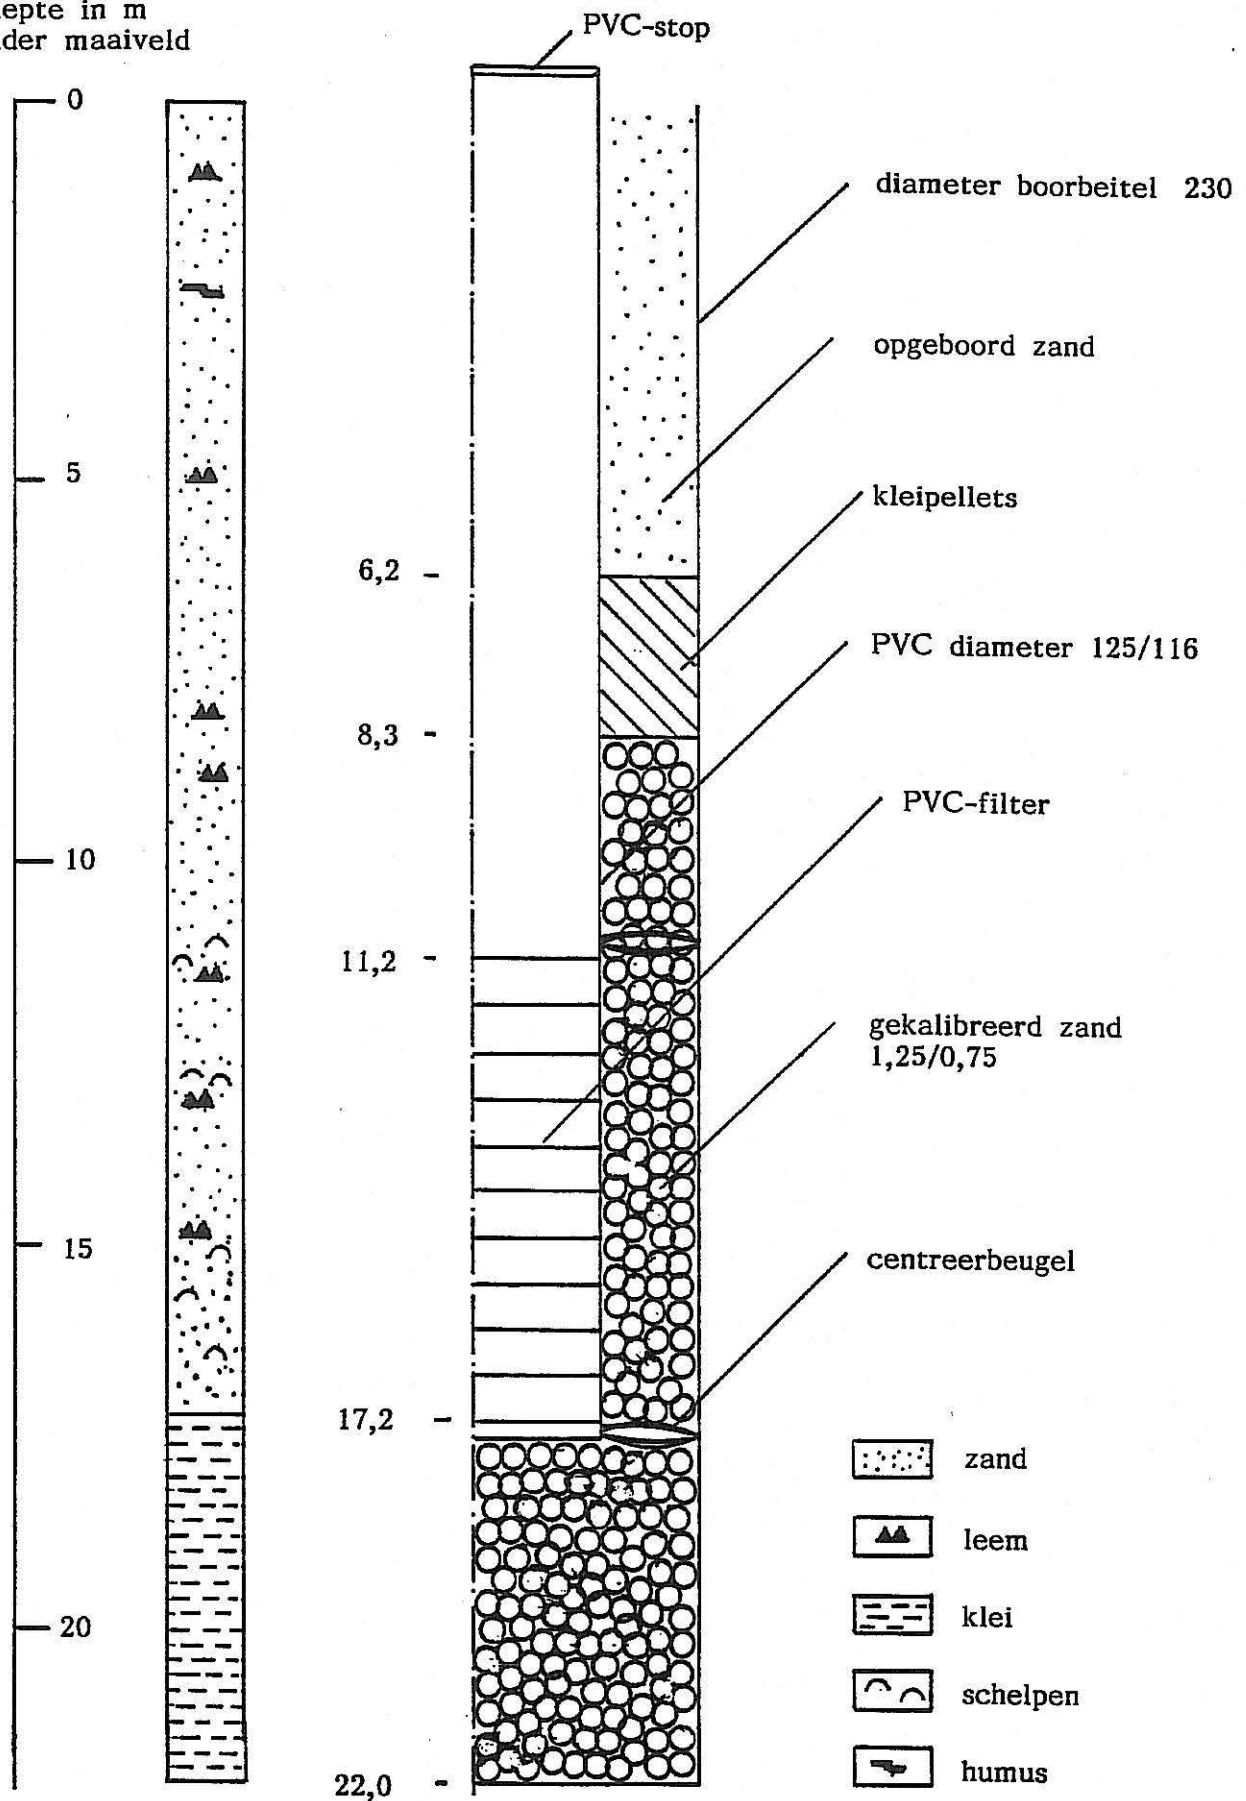 in m
maaiveld
PVC-stop
0
diameter boorbeitel 230
opgeboord zand
5
kleipellets
6,2
PVC diameter 125/116
8,3
PVC-filter
10
11,2
gekalibreerd zand
1,25/0,75
15
centreerbeugel
17,2
zand
leem
20
klei
schelpen
humus
22,0